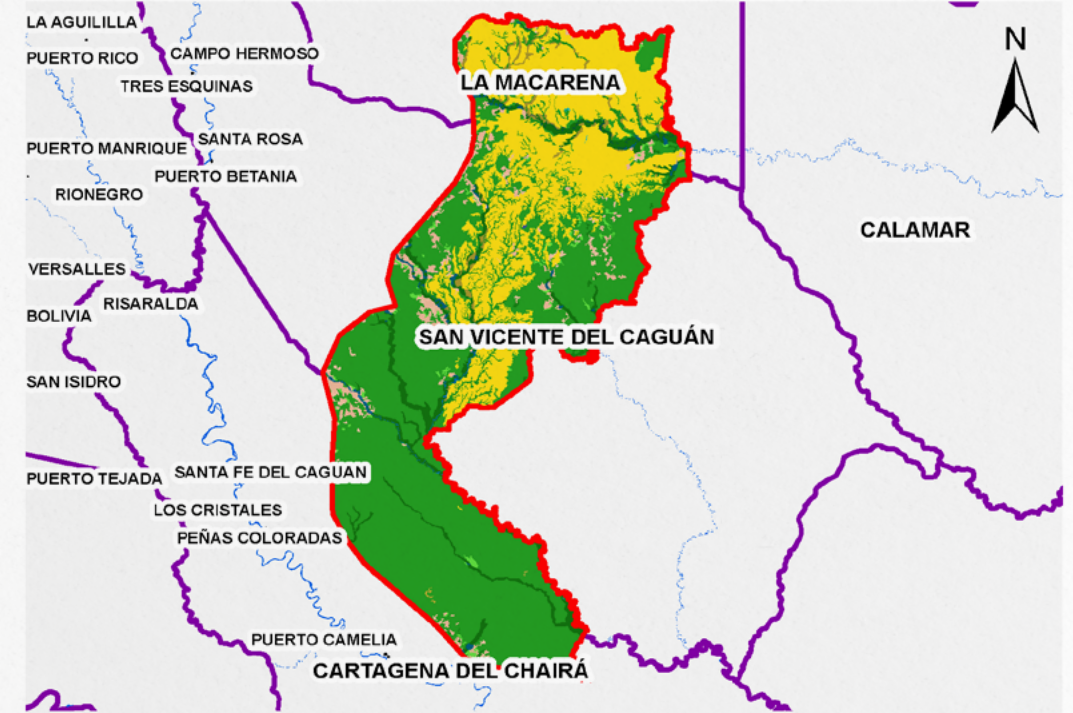 LA AGUILILLA
N
PUERTO RICO
CAMPO HERMOSO
TRES ESQUINAS
LA MACARENA
PUERTO MANRIQUE
SANTA ROSA
PUERTO BETANIA
RIONEGRO
CALAMAR
VERSALLES
RISARALDA
BOLIVIA
SAN VICENTE DEL CAGUÁN
SAN ISIDRO
SANTA FE DEL CAGUAN
PUERTO TEJADA
LOS CRISTALES
PEÑAS COLORADAS
PUERTO CAMELIA
CARTAGENA DEL CHAIRÁ